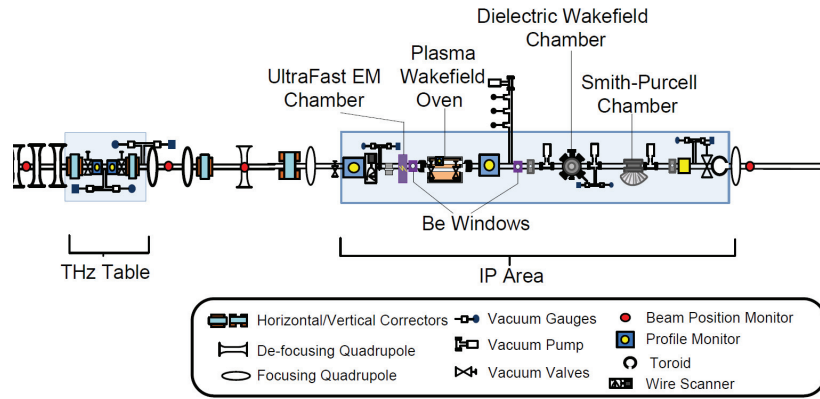 Dielectric Wakefield
Chamber
Plasma
Wakefield
Oven
UltraFast EM
Chamber
Smith-Purcell
Chamber
Be Windows
THz Table
IP Area
Horizontal/Vertical Correctors
Vacuum Gauges
Beam Position Monitor
De-focusing Quadrupole
Vacuum Pump
Profile Monitor
Toroid
Focusing Quadrupole
Vacuum Valves
Wire Scanner